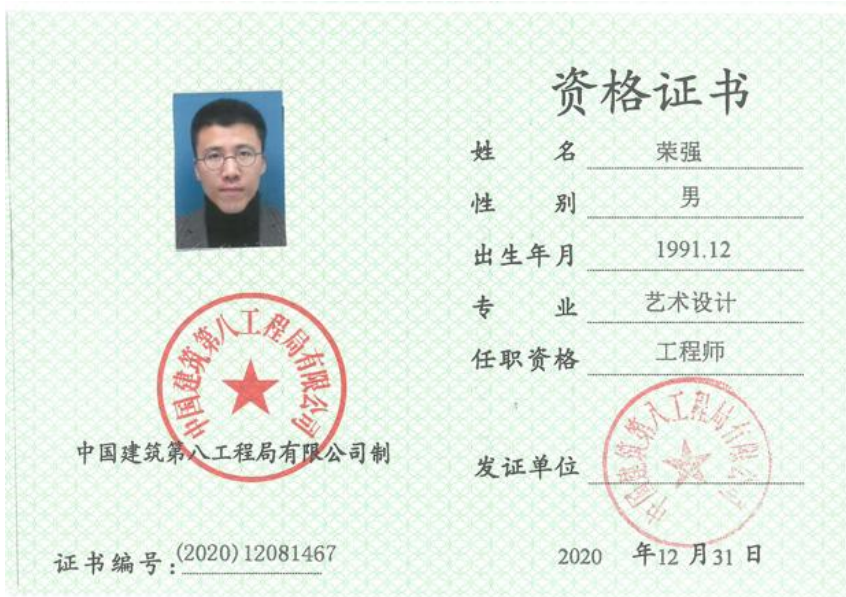 资格证书
姓 名 荣强
性 别 男
出生年月 1991.12
专 业 艺术设计
任职资格 工程师
中国建筑第八工程局有限公司
中国建筑第八工程局有限公司制
发证单位 中国建筑第八工程局有限公司
证书编号:(2020)12081467
2020 年12 月31 日